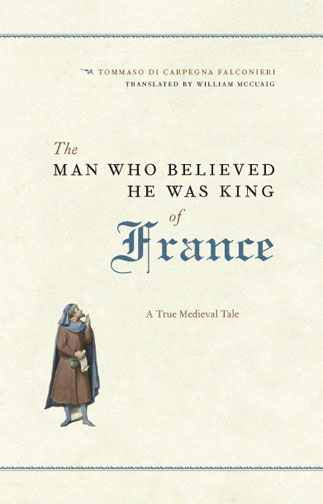 TOMMASO DI CARPEGNA FALCONIERI
TRANSLATED BY WILLIAM MCCUAIG
The
MAN WHO BELIEVED
HE WAS KING
of
France
A True Medieval Tale